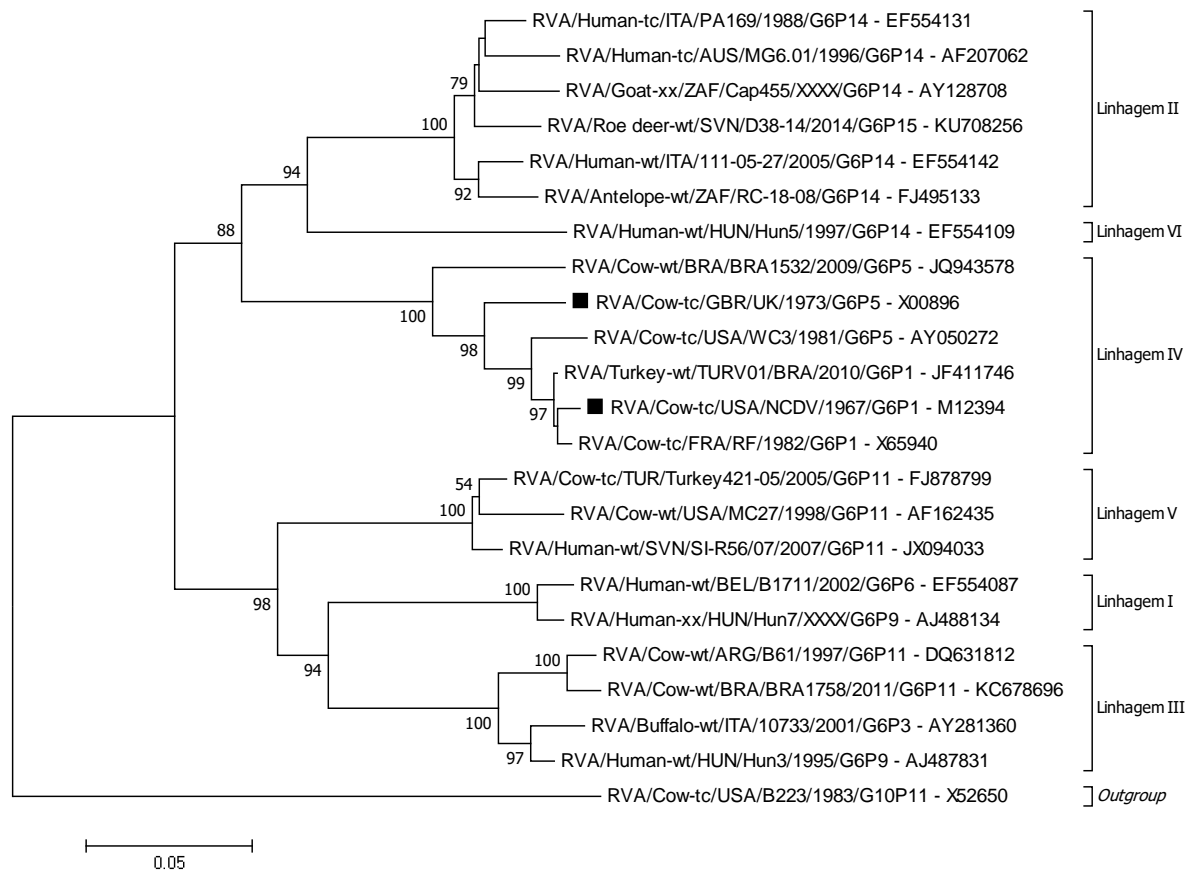 RVA/Human-tc/ITA/PA169/1988/G6P14 - EF554131
RVA/Human-tc/AUS/MG6.01/1996/G6P14 - AF207062
79
RVA/Goat-xx/ZAF/Cap455/XXXX/G6P14 - AY128708
Linhagem II
100
RVA/Roe deer-wt/SVN/D38-14/2014/G6P15 - KU708256
RVA/Human-wt/ITA/111-05-27/2005/G6P14 - EF554142
94
92
RVA/Antelope-wt/ZAF/RC-18-08/G6P14 - FJ495133
88
RVA/Human-wt/HUN/Hun5/1997/G6P14 - EF554109
Linhagem VI
RVA/Cow-wt/BRA/BRA1532/2009/G6P5 - JQ943578
100
RVA/Cow-tc/GBR/UK/1973/G6P5 - X00896
98
RVA/Cow-tc/USA/WC3/1981/G6P5 - AY050272
Linhagem IV
99
RVA/Turkey-wt/TURV01/BRA/2010/G6P1 - JF411746
97
RVA/Cow-tc/USA/NCDV/1967/G6P1 - M12394
RVA/Cow-tc/FRA/RF/1982/G6P1 - X65940
54
RVA/Cow-tc/TUR/Turkey421-05/2005/G6P11 - FJ878799
100
RVA/Cow-wt/USA/MC27/1998/G6P11 - AF162435
Linhagem V
RVA/Human-wt/SVN/SI-R56/07/2007/G6P11 - JX094033
98
100
RVA/Human-wt/BEL/B1711/2002/G6P6 - EF554087
Linhagem I
RVA/Human-xx/HUN/Hun7/XXXX/G6P9 - AJ488134
94
100
RVA/Cow-wt/ARG/B61/1997/G6P11 - DQ631812
RVA/Cow-wt/BRA/BRA1758/2011/G6P11 - KC678696
Linhagem III
100
RVA/Buffalo-wt/ITA/10733/2001/G6P3 - AY281360
97
RVA/Human-wt/HUN/Hun3/1995/G6P9 - AJ487831
RVA/Cow-tc/USA/B223/1983/G10P11 - X52650
Outgroup
0.05